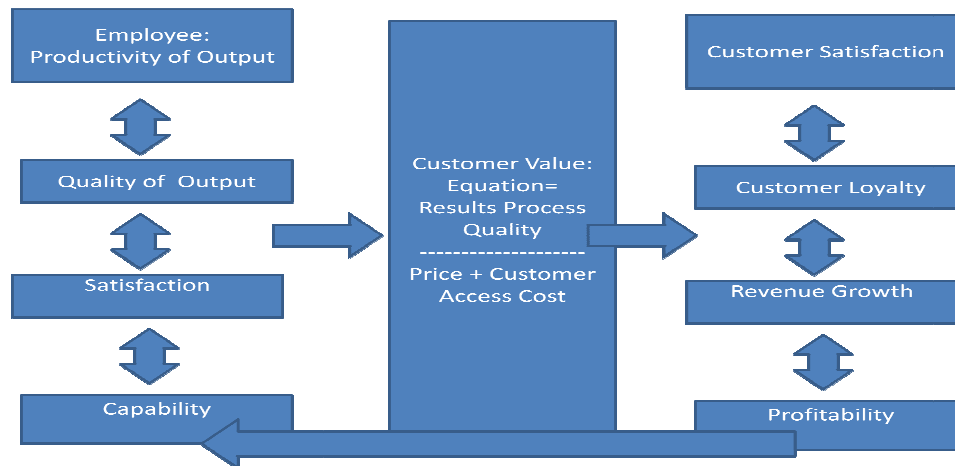 Employee:
Productivity of Output
Quality of Output
Satisfaction
Capability
Customer Value:
Equation=
Results Process
Quality
--------------------
Price + Customer
Access Cost
Customer Satisfaction
Customer Loyalty
Revenue Growth
Profitability